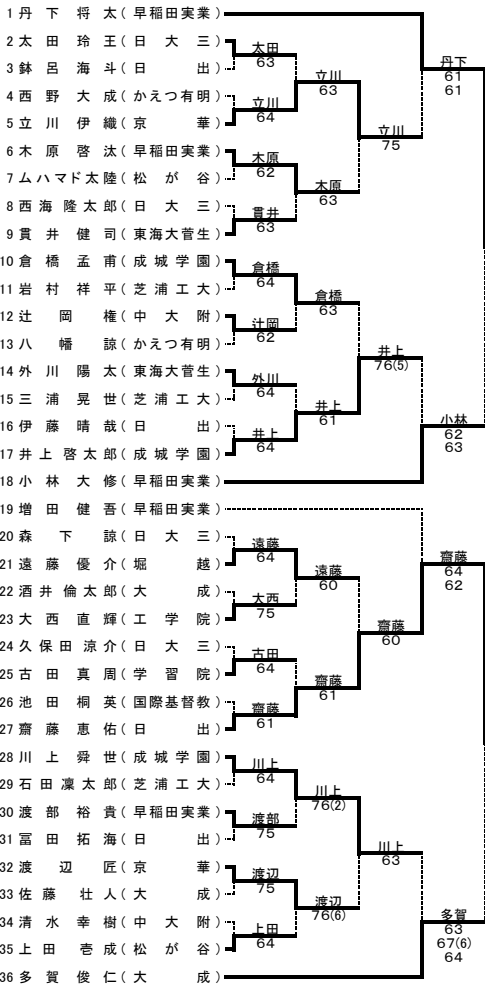 1 丹 下 将 太 ( 早稲田実業 )
2 太 田 玲 王 ( 日 大 三 )
3 鉢 呂 海 斗 ( 日 出 )
4 西 野 大 成 ( かえつ有明 )
5 立 川 伊 織 ( 京 華 )
6 木 原 啓 汰 ( 早稲田実業 )
7 ムハマド太陸 ( 松 が 谷 )
8 西海隆太郎 ( 日 大 三 )
9 貫 井 健 司 ( 東海大菅生 )
10 倉 橋 孟 甫 ( 成城学園 )
11 岩 村 祥 平 ( 芝浦工大 )
12 辻 岡 権 ( 中 大 附 )
13 八 幡 諒 ( かえつ有明 )
14 外 川 陽 太 ( 東海大菅生 )
15 三 浦 晃 世 ( 芝浦工大 )
16 伊 藤 晴 哉 ( 日 出 )
17 井上啓太郎 ( 成城学園 )
18 小 林 大 修 ( 早稲田実業 )
19 増 田 健 吾 ( 早稲田実業 )
20 森 下 諒 ( 日 大 三 )
21 遠 藤 優 介 ( 堀 越 )
22 酒井倫太郎 ( 大 成 )
23 大 西 直 輝 ( 工 学 院 )
24 久保田涼介 ( 日 大 三 )
25 古 田 真 周 ( 学 習 院 )
26 池 田 桐 英 ( 国際基督教 )
27 齋 藤 恵 佑 ( 日 出 )
28 川 上 舜 世 ( 成城学園 )
29 石田凜太郎 ( 芝浦工大 )
30 渡 部 裕 貴 ( 早稲田実業 )
31 冨 田 拓 海 ( 日 出 )
32 渡 辺 匠 ( 京 華 )
33 佐 藤 壮 人 ( 大 成 )
34 清 水 幸 樹 ( 中 大 附 )
35 上 田 壱 成 ( 松 が 谷 )
36 多 賀 俊 仁 ( 大 成 )
太田
63
立川
64
木原
62
貫井
63
倉橋
64
辻岡
62
外川
64
井上
64
遠藤
64
大西
75
古田
64
齋藤
61
川上
64
渡部
75
渡辺
75
上田
64
立川
63
木原
63
倉橋
63
井上
61
遠藤
60
齋藤
61
川上
76(2)
渡辺
76(6)
立川
75
井上
76(5)
齋藤
60
川上
63
丹下
61
61
小林
62
63
齋藤
64
62
多賀
63
67(6)
64